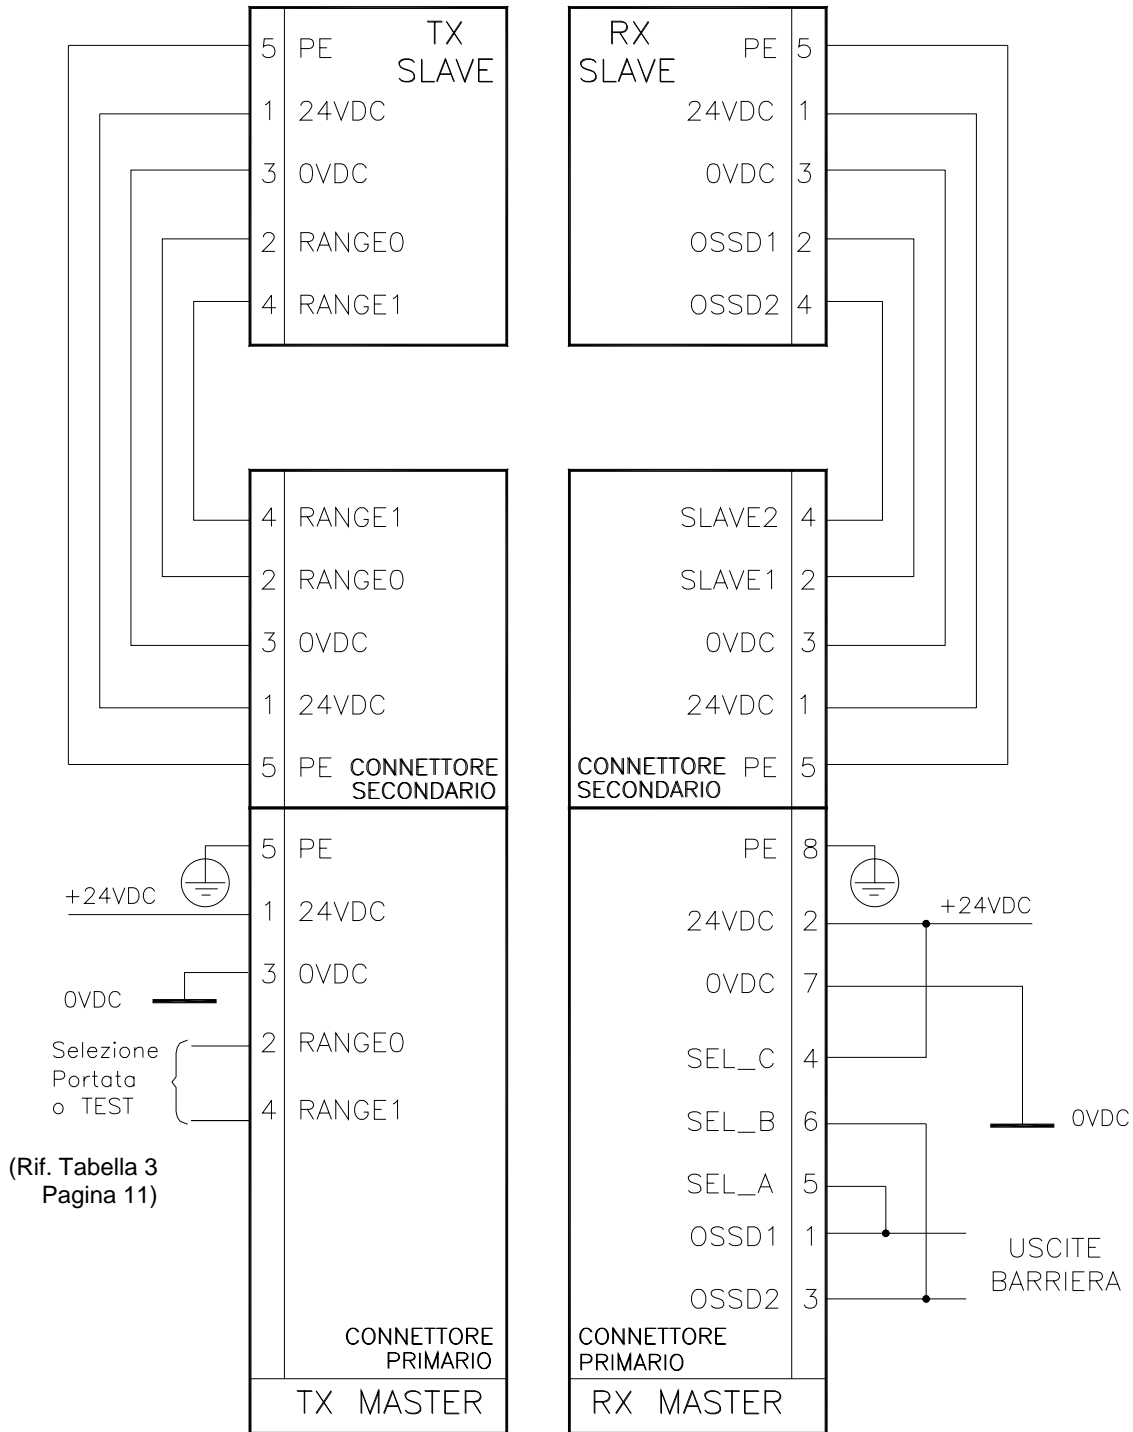 TX
SLAVE
5 PE
1 24VDC
3 0VDC
2 RANGE0
4 RANGE1
RX
SLAVE
PE 5
24VDC 1
0VDC 3
OSSD1 2
OSSD2 4
4 RANGE1
2 RANGE0
3 0VDC
1 24VDC
5 PE
CONNETTORE
SECONDARIO
SLAVE2 4
SLAVE1 2
0VDC 3
24VDC 1
PE 5
CONNETTORE
SECONDARIO
5 PE
+24VDC
1 24VDC
3 0VDC
0VDC
2 RANGE0
4 RANGE1
Selezione
Portata
o TEST
(Rif. Tabella 3
Pagina 11)
CONNETTORE
PRIMARIO
TX MASTER
PE 8
24VDC 2
+24VDC
0VDC 7
SEL_C 4
SEL_B 6
0VDC
SEL_A 5
OSSD1 1
OSSD2 3
USCITE
BARRIERA
CONNETTORE
PRIMARIO
RX MASTER